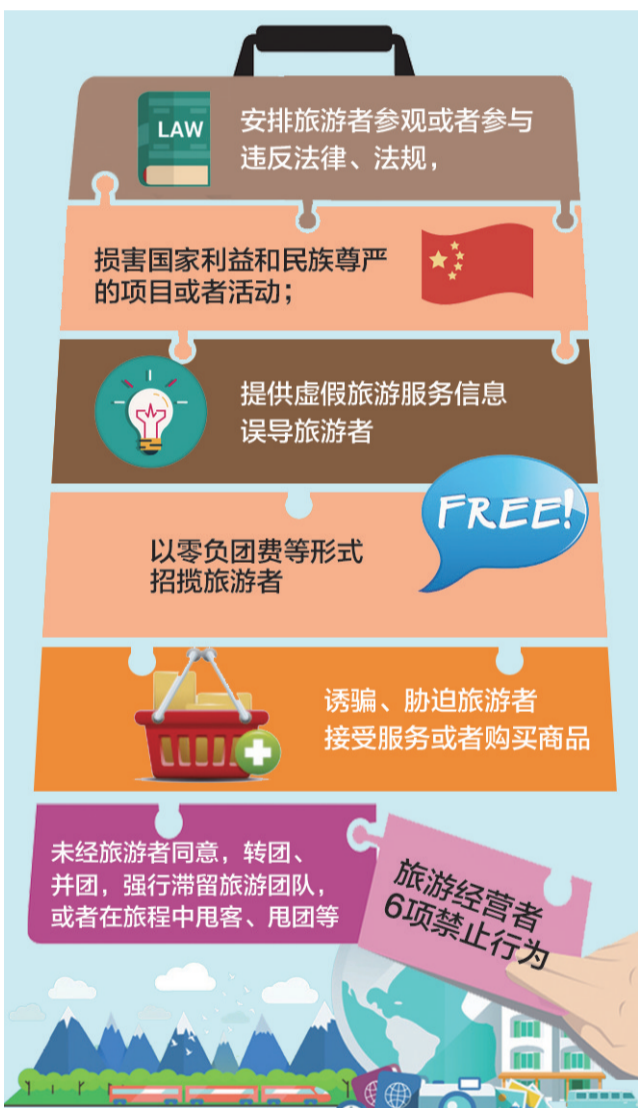 LAW
安排旅游者参观或者参与
违反法律、法规，
损害国家利益和民族尊严
的项目或者活动；
提供虚假旅游服务信息
误导旅游者
FREE!
以零负团费等形式
招揽旅游者
诱骗、胁迫旅游者
接受服务或者购买商品
未经旅游者同意，转团、
并团，强行滞留旅游团队，
或者在旅程中甩客、甩团等
旅游经营者
6项禁止行为